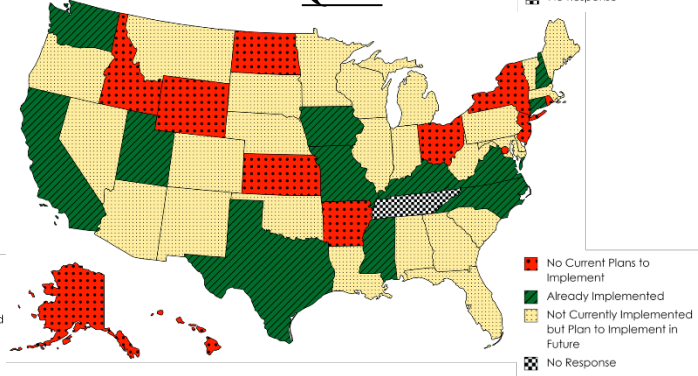 No Current Plans to
Implement
Already Implemented
Not Currently Implemented
but Plan to Implement in
Future
No Response